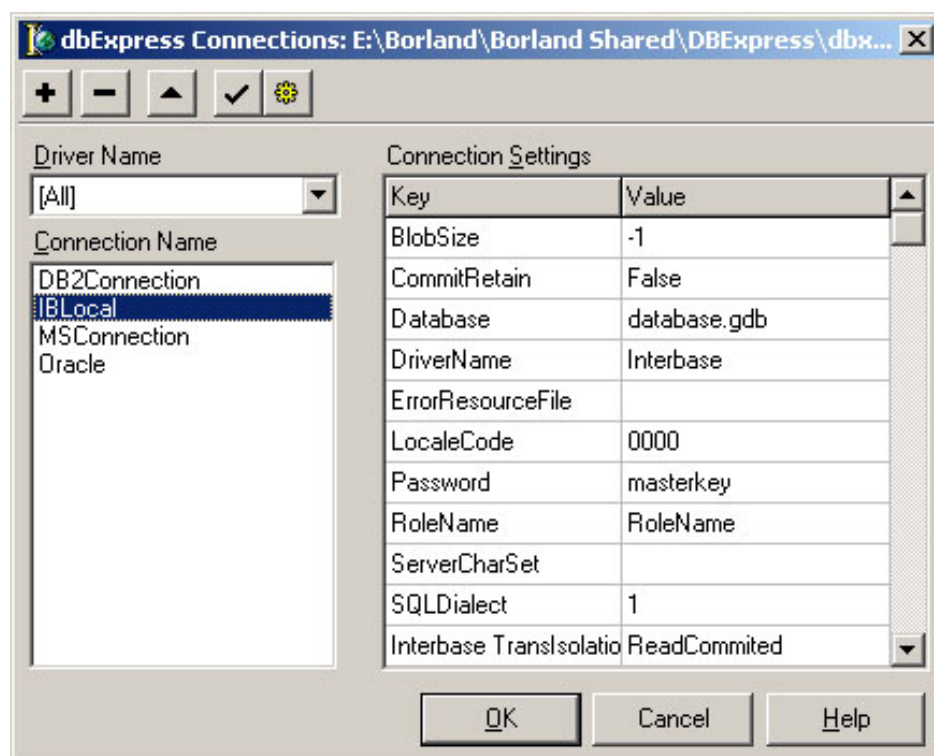 dbExpress Connections: E:\Borland\Borland Shared\DBExpress\dbx...
Driver Name
[All]
Connection Name
DB2Connection
IBLocal
MSConnection
Oracle
Connection Settings
Key Value
BlobSize -1
CommitRetain False
Database database.gdb
DriverName Interbase
ErrorResourceFile
LocaleCode 0000
Password masterkey
RoleName RoleName
ServerCharSet
SQLDialect 1
Interbase TransIsolatio ReadCommited
OK Cancel Help